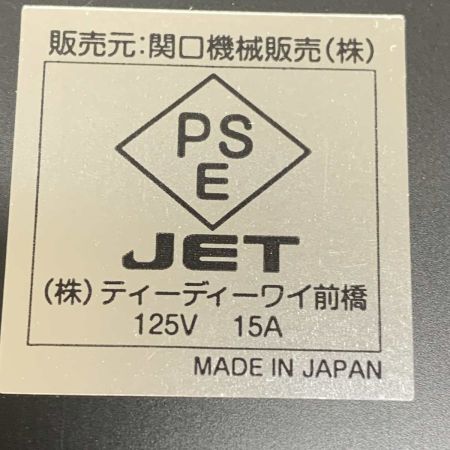 販売元:関口機械販売(株)
PS
E
JET
(株)ティーディーワイ前橋
125V 15A
MADE IN JAPAN